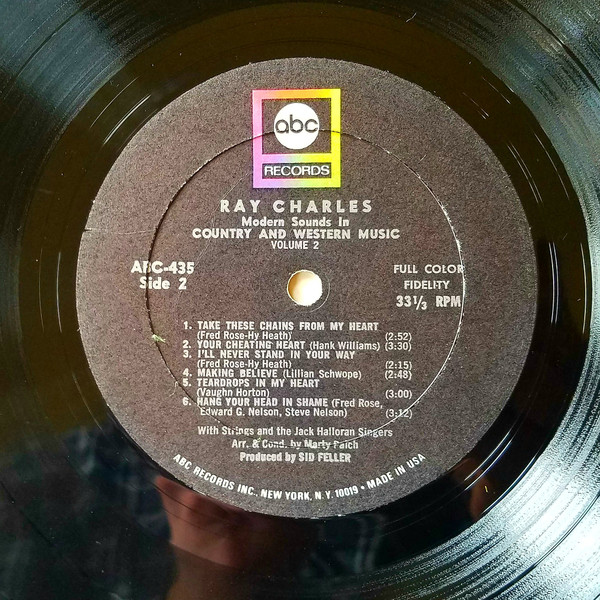 abc
RECORDS
RAY CHARLES
Modern Sounds In
COUNTRY AND WESTERN MUSIC
VOLUME 2
ABC-435
Side 2
FULL COLOR
FIDELITY
33 1/3 RPM
1. TAKE THESE CHAINS FROM MY HEART
(Fred Rose-Hy Heath) (2:52)
2. YOUR CHEATING HEART (Hank Williams) (3:30)
3. I'LL NEVER STAND IN YOUR WAY
(Fred Rose-Hy Heath) (2:15)
4. MAKING BELIEVE (Lillian Schwope) (2:48)
5. TEARDROPS IN MY HEART
(Vaughn Horton) (3:00)
6. HANG YOUR HEAD IN SHAME (Fred Rose,
Edward G. Nelson, Steve Nelson) (3:12)
With Strings and the Jack Halloran Singers
Arr. & Cond. by Marty Paich
Produced by SID FELLER
ABC RECORDS INC., NEW YORK, N.Y. 10019 • MADE IN USA